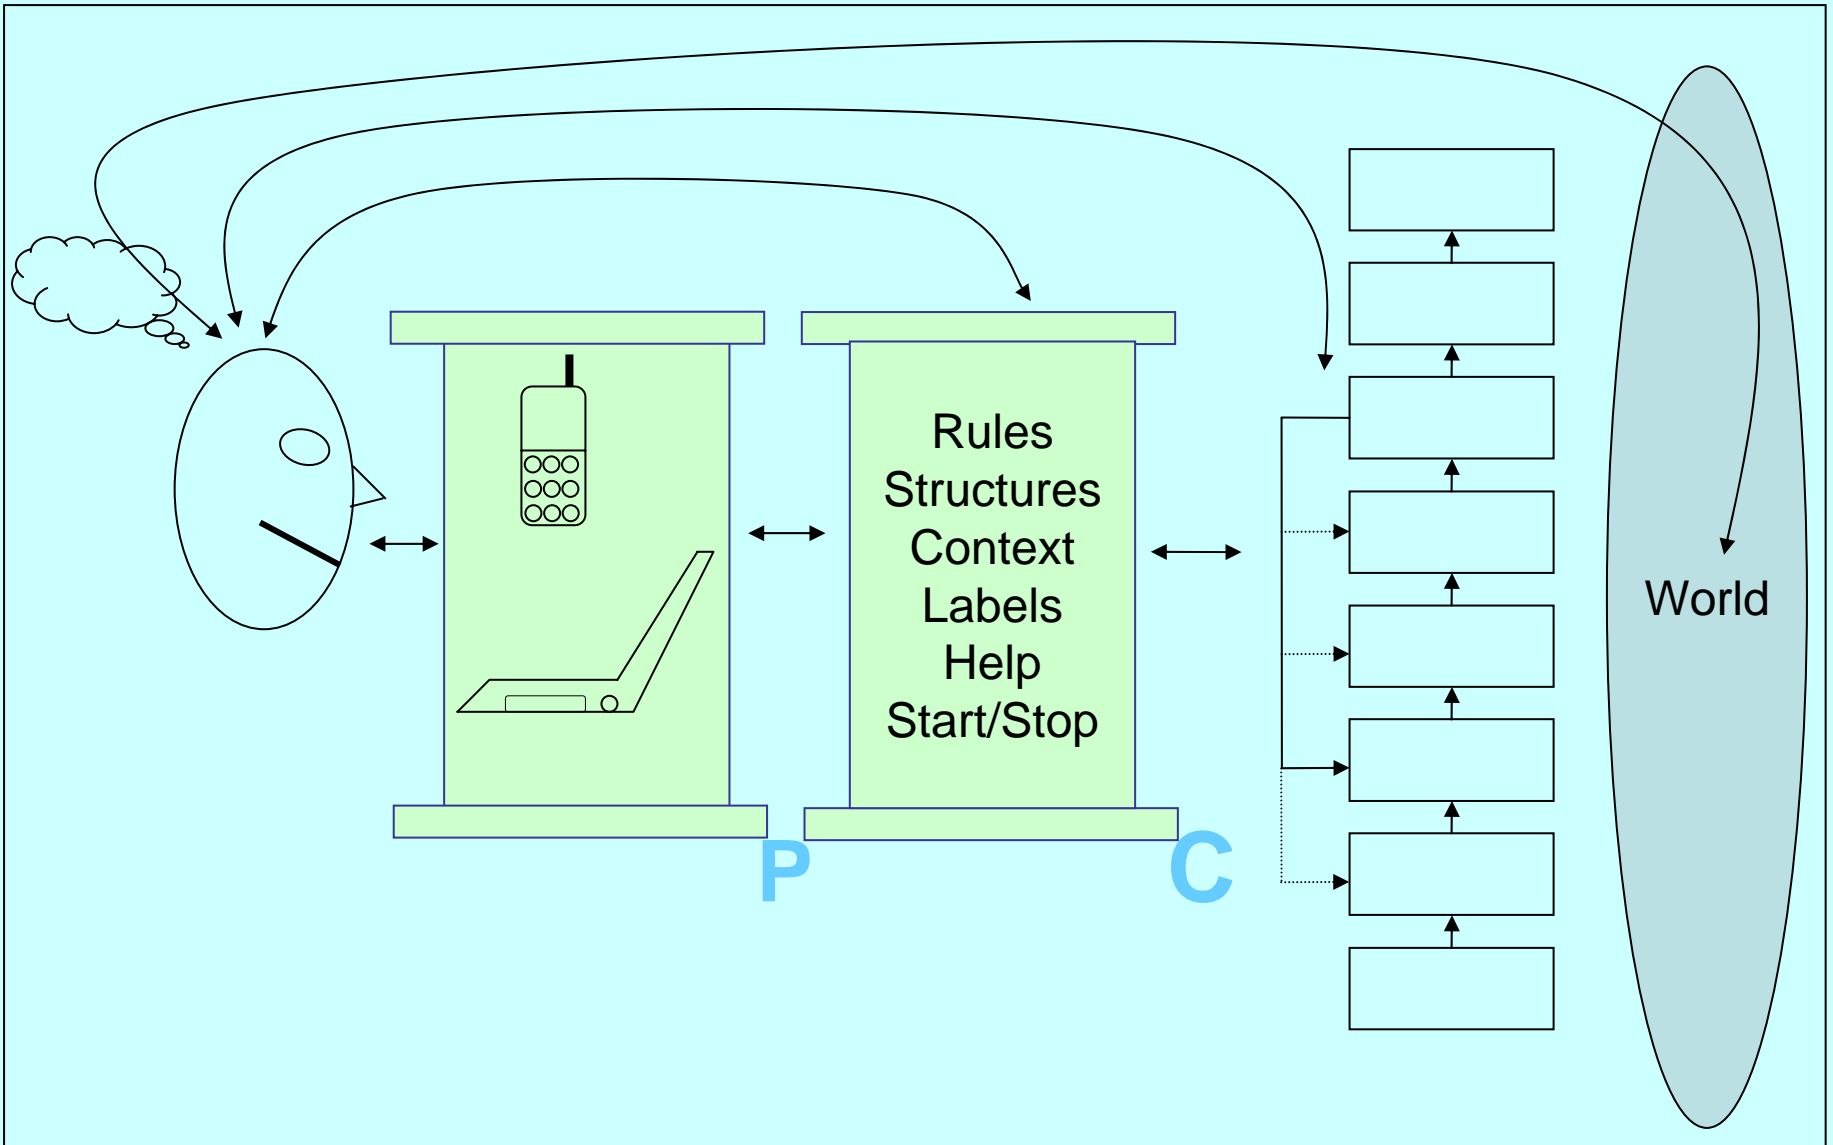 Rules
Structures
Context
Labels
Help
Start/Stop
World
P
C